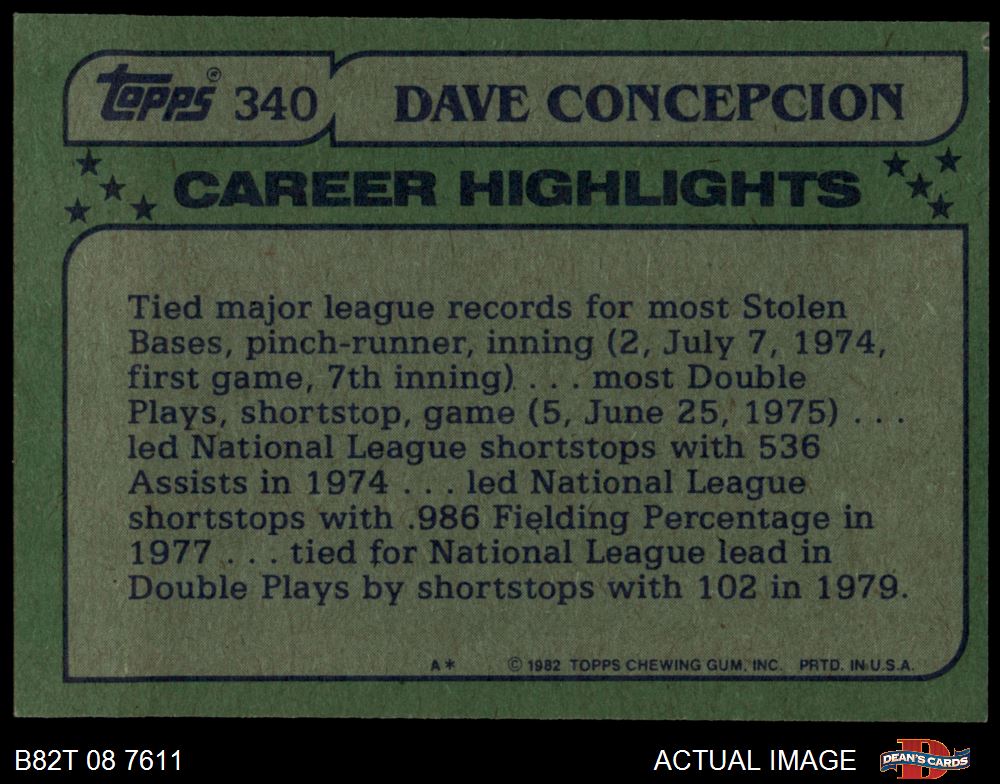 topps® 340 DAVE CONCEPCION
CAREER HIGHLIGHTS
Tied major league records for most Stolen
Bases, pinch-runner, inning (2, July 7, 1974,
first game, 7th inning) . . . most Double
Plays, shortstop, game (5, June 25, 1975) . . .
led National League shortstops with 536
Assists in 1974 . . . led National League
shortstops with .986 Fielding Percentage in
1977 . . . tied for National League lead in
Double Plays by shortstops with 102 in 1979.
A* © 1982 TOPPS CHEWING GUM, INC. PRTD. IN U.S.A.
B82T 08 7611 ACTUAL IMAGE D DEAN'S CARDS